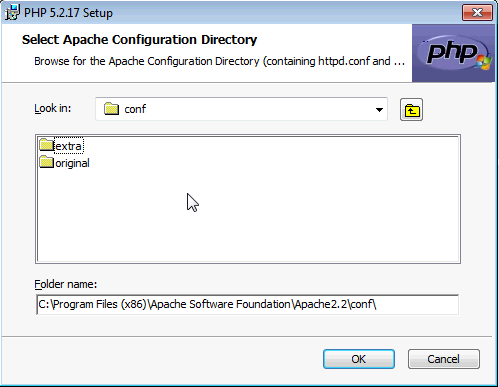 PHP 5.2.17 Setup
Select Apache Configuration Directory
Browse for the Apache Configuration Directory (containing httpd.conf and ...
php
Look in:
conf
extra
original
Folder name:
C:\Program Files (x86)\Apache Software Foundation\Apache2.2\conf\
OK
Cancel